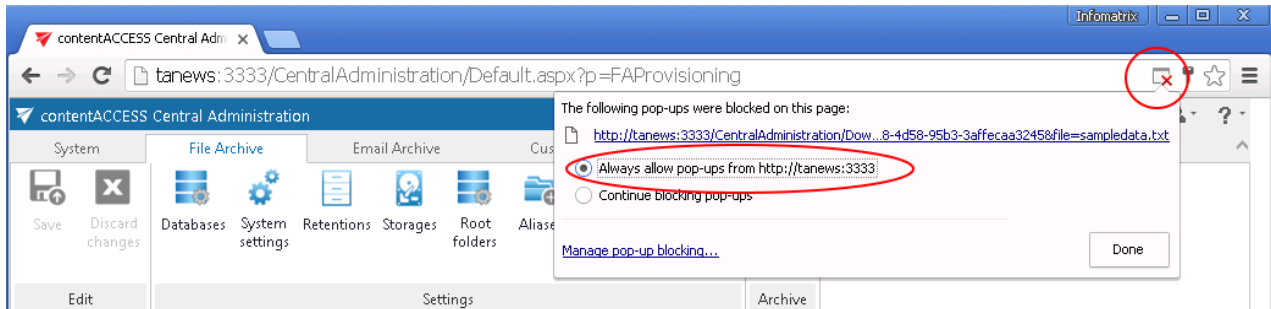 Infomatrix
contentACCESS Central Adm
tanews:3333/CentralAdministration/Default.aspx?p=FAProvisioning
The following pop-ups were blocked on this page:
http://tanews:3333/CentralAdministration/Dow...8-4d58-95b3-3affecaa3245&file=sampledata.txt
Always allow pop-ups from http://tanews:3333
Continue blocking pop-ups
Manage pop-up blocking...
Done
contentACCESS Central Administration
?
System File Archive Email Archive Cus
Save Discard changes Databases System settings Retentions Storages Root folders Aliase
Edit Settings Archive